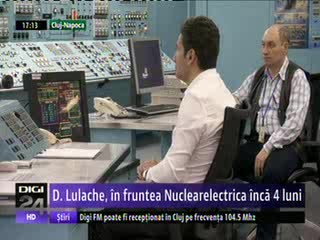 17:13 Cluj-Napoca
D. Lulache, în fruntea Nuclearelectrica încă 4 luni
DIGI 24
HD Știri Digi FM poate fi recepționat în Cluj pe frecvența 104.5 Mhz